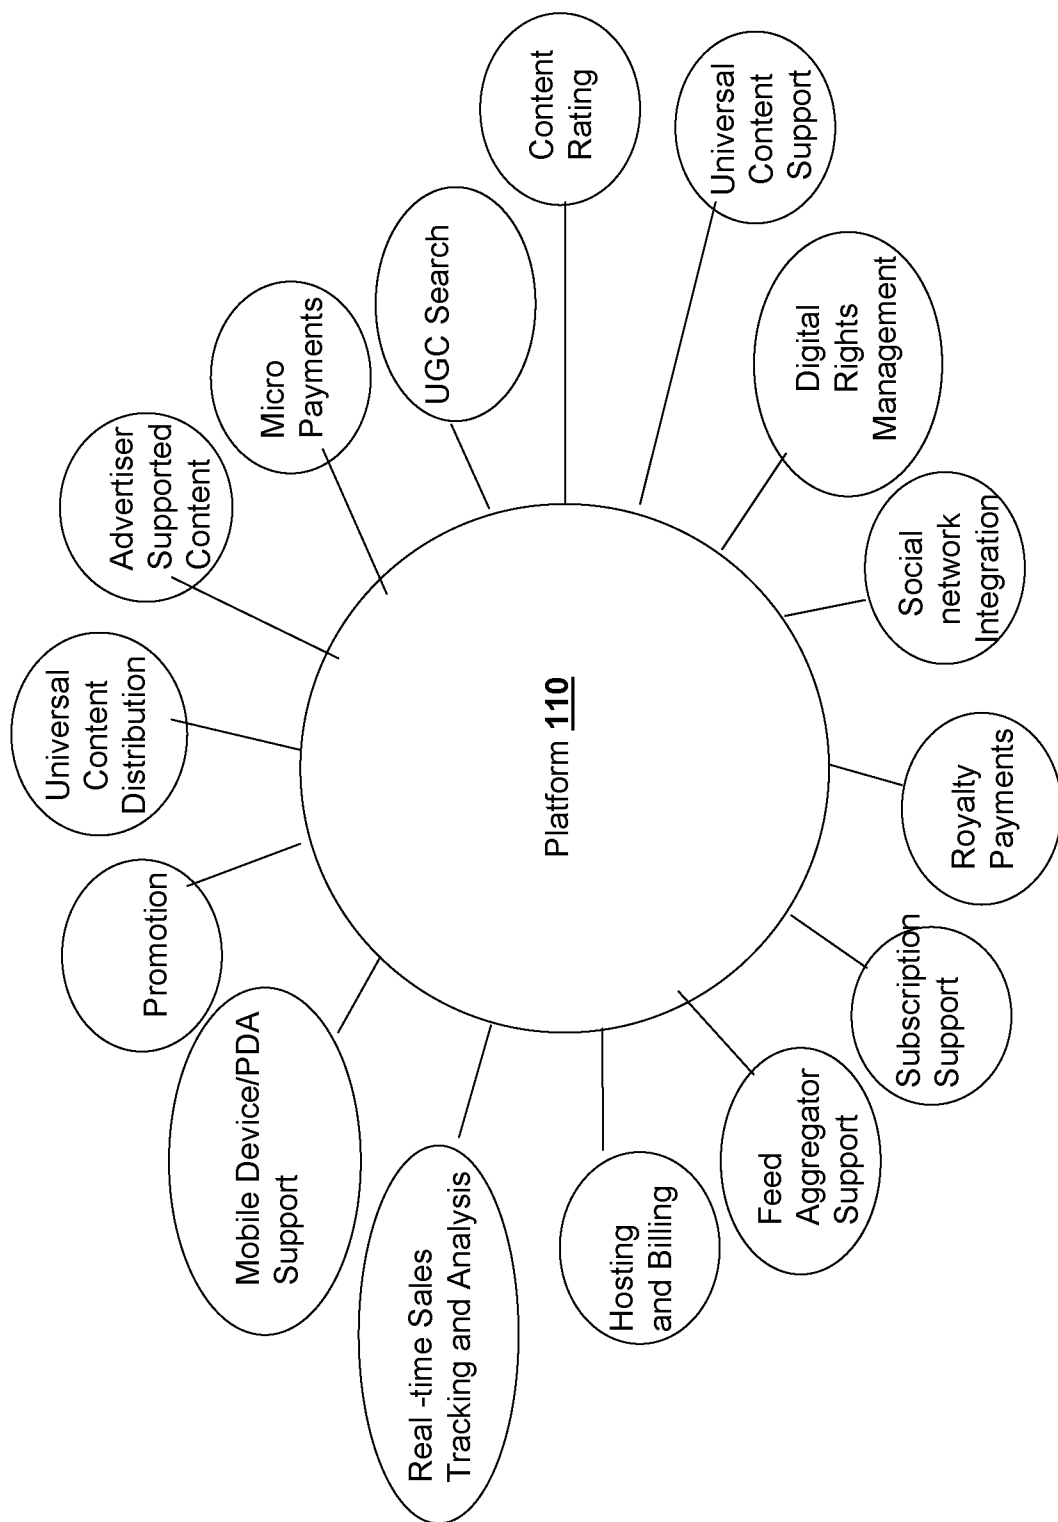 Universal
Content
Distribution
Advertiser
Supported
Content
Promotion
Micro
Payments
Mobile Device/PDA
Support
UGC Search
Real -time Sales
Tracking and Analysis
Content
Rating
Platform 110
Hosting
and Billing
Universal
Content
Support
Feed
Aggregator
Support
Digital
Rights
Management
Subscription
Support
Social
network
Integration
Royalty
Payments